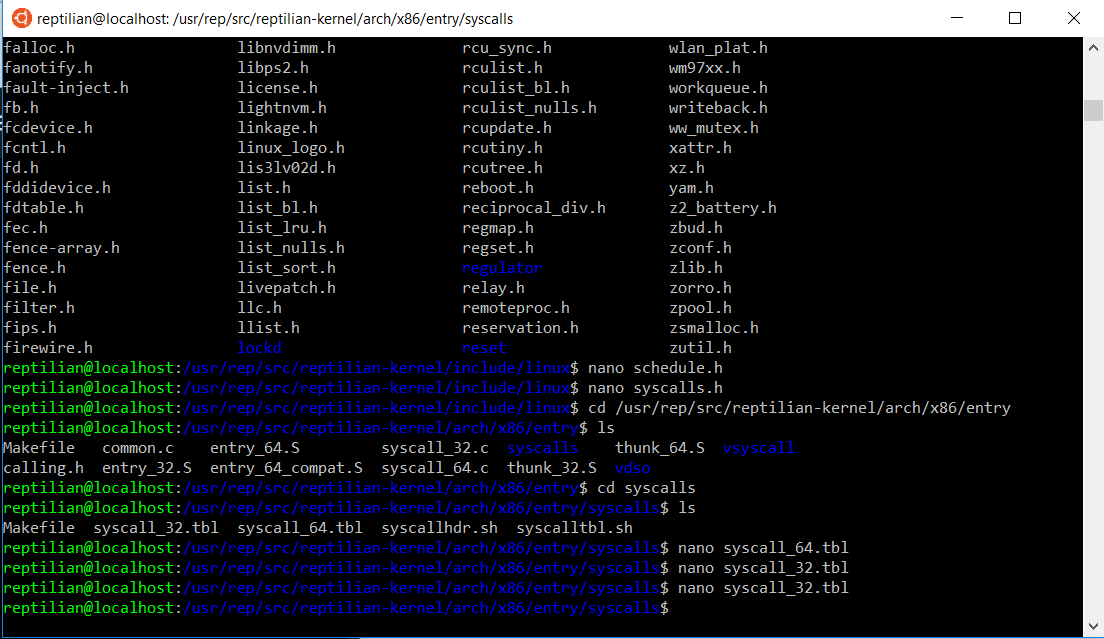 reptilian@localhost: /usr/rep/src/reptilian-kernel/arch/x86/entry/syscalls
falloc.h libnvdimm.h rcu_sync.h wlan_plat.h
fanotify.h libps2.h rculist.h wm97xx.h
fault-inject.h license.h rculist_bl.h workqueue.h
fb.h lightnvm.h rculist_nulls.h writeback.h
fcdevice.h linkage.h rcupdate.h ww_mutex.h
fcntl.h linux_logo.h rcutiny.h xattr.h
fd.h lis3lv02d.h rcutree.h xz.h
fddidevice.h list.h reboot.h yam.h
fdtable.h list_bl.h reciprocal_div.h z2_battery.h
fec.h list_lru.h regmap.h zbud.h
fence-array.h list_nulls.h regset.h zconf.h
fence.h list_sort.h regulator zlib.h
file.h livepatch.h relay.h zorro.h
filter.h llc.h remoteproc.h zpool.h
fips.h llist.h reservation.h zsmalloc.h
firewire.h lockd reset zutil.h
reptilian@localhost:/usr/rep/src/reptilian-kernel/include/linux$ nano schedule.h
reptilian@localhost:/usr/rep/src/reptilian-kernel/include/linux$ nano syscalls.h
reptilian@localhost:/usr/rep/src/reptilian-kernel/include/linux$ cd /usr/rep/src/reptilian-kernel/arch/x86/entry
reptilian@localhost:/usr/rep/src/reptilian-kernel/arch/x86/entry$ ls
Makefile common.c entry_64.S syscall_32.c syscalls thunk_64.S vsyscall
calling.h entry_32.S entry_64_compat.S syscall_64.c thunk_32.S vdso
reptilian@localhost:/usr/rep/src/reptilian-kernel/arch/x86/entry$ cd syscalls
reptilian@localhost:/usr/rep/src/reptilian-kernel/arch/x86/entry/syscalls$ ls
Makefile syscall_32.tbl syscall_64.tbl syscallhdr.sh syscalltbl.sh
reptilian@localhost:/usr/rep/src/reptilian-kernel/arch/x86/entry/syscalls$ nano syscall_64.tbl
reptilian@localhost:/usr/rep/src/reptilian-kernel/arch/x86/entry/syscalls$ nano syscall_32.tbl
reptilian@localhost:/usr/rep/src/reptilian-kernel/arch/x86/entry/syscalls$ nano syscall_32.tbl
reptilian@localhost:/usr/rep/src/reptilian-kernel/arch/x86/entry/syscalls$